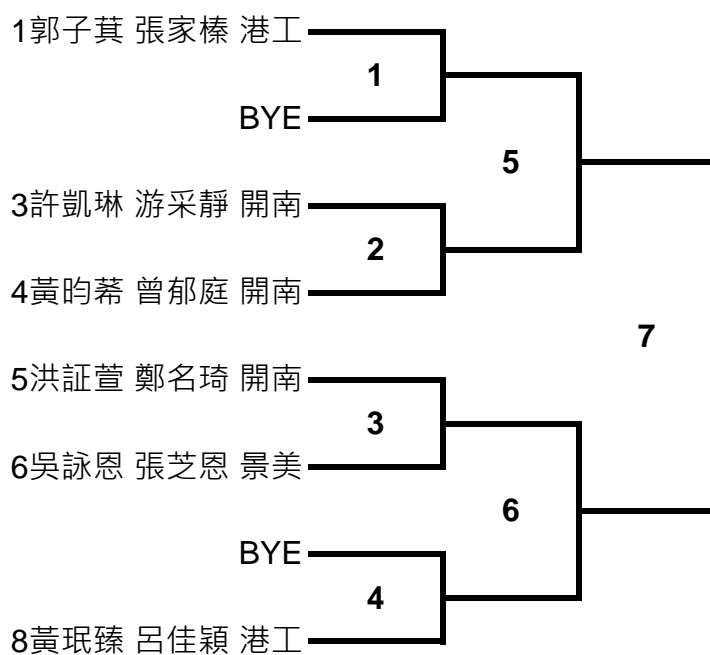 1郭子萁 張家榛 港工
1
BYE
5
3許凱琳 游采靜 開南
2
4黃昀蓁 曾郁庭 開南
7
5洪証萱 鄭名琦 開南
3
6吳詠恩 張芝恩 景美
6
BYE
4
8黃珉臻 呂佳穎 港工